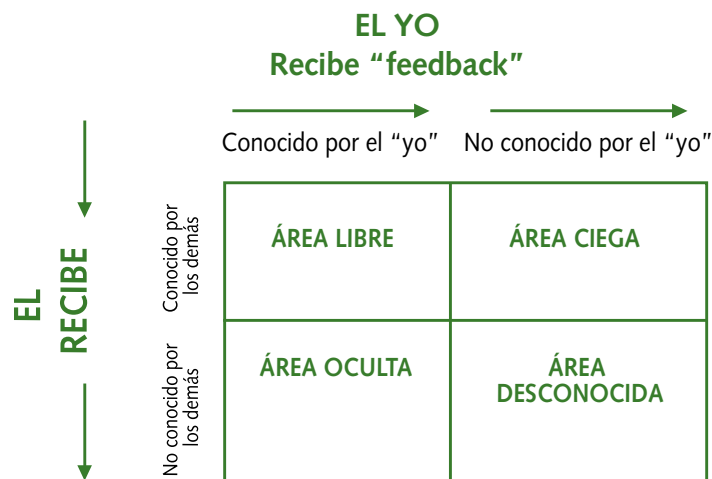 EL YO
Recibe “feedback”
Conocido por el “yo”
No conocido por el “yo”
EL
RECIBE
Conocido por
los demás
ÁREA LIBRE
ÁREA CIEGA
No conocido por
los demás
ÁREA OCULTA
ÁREA
DESCONOCIDA